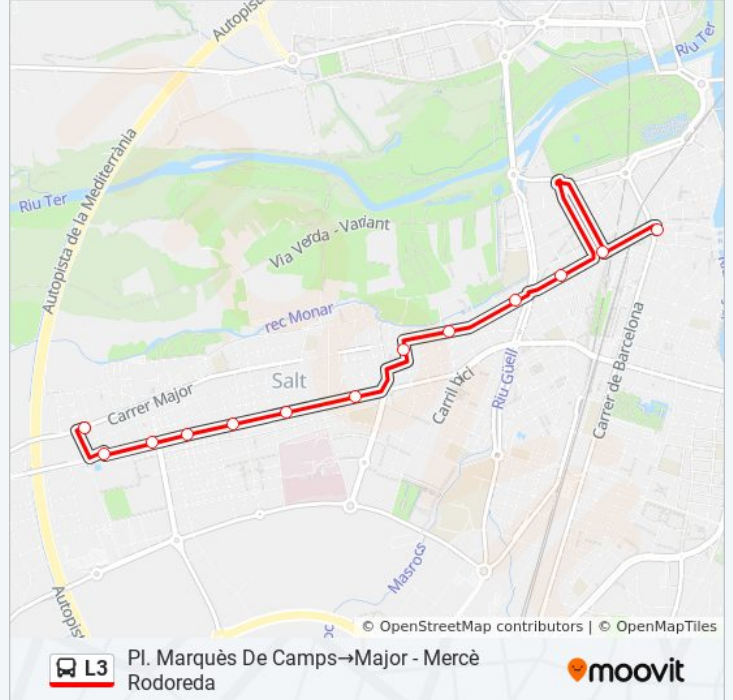 Autopista
Riu Ter
Autopista de la Mediterrània
Riu Ter
Via Verda - Variant
rec Monar
Salt
Carrer Major
Carril bici
Riu Güell
Carrer de Barcelona
Masrocs
Autopis
© OpenStreetMap contributors | © OpenMapTiles
L3
Pl. Marquès De Camps→Major - Mercè
Rodoreda
moovit